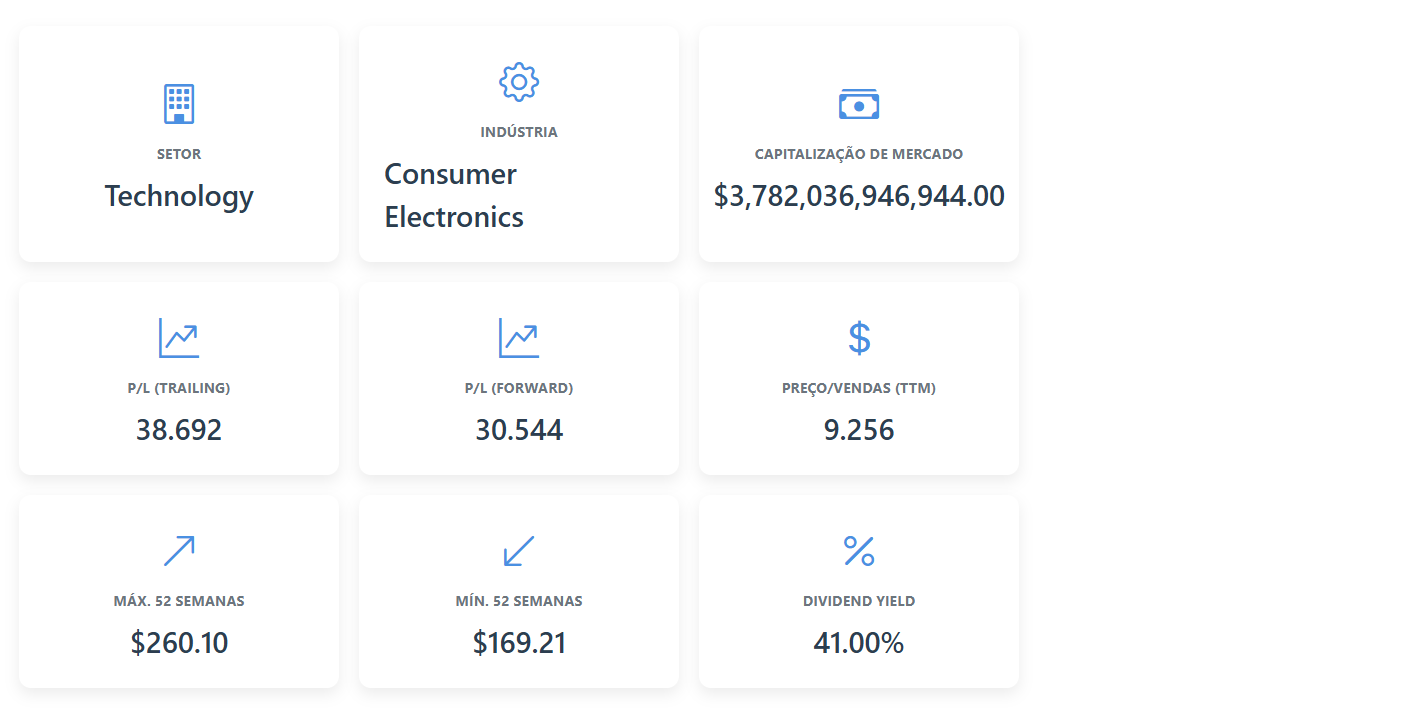 SETOR
Technology
INDÚSTRIA
Consumer
Electronics
CAPITALIZAÇÃO DE MERCADO
$3,782,036,946,944.00
P/L (TRAILING)
38.692
P/L (FORWARD)
30.544
$
PREÇO/VENDAS (TTM)
9.256
MÁX. 52 SEMANAS
$260.10
MÍN. 52 SEMANAS
$169.21
%
DIVIDEND YIELD
41.00%